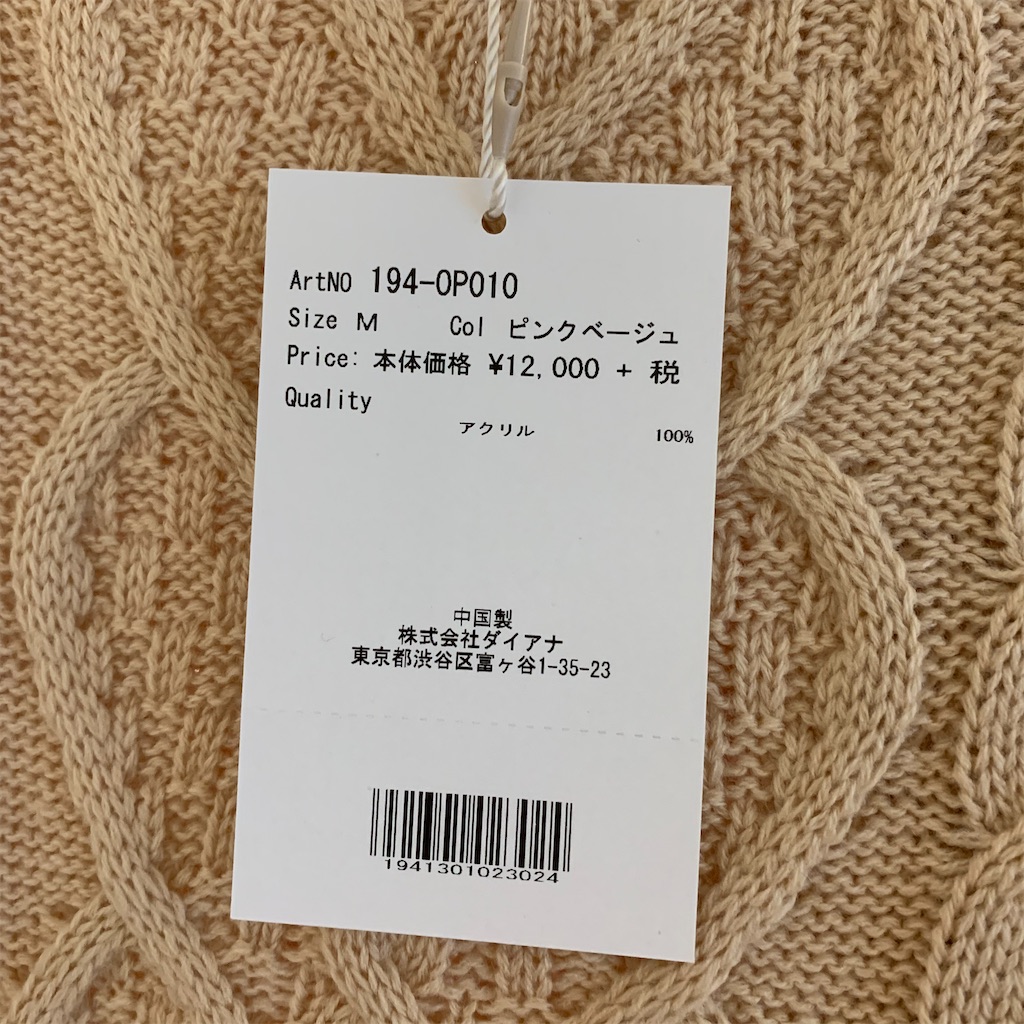 ArtNO 194-OP010
Size M Col ピンクベージュ
Price: 本体価格 ¥12,000 + 税
Quality
アクリル 100%
中国製
株式会社ダイアナ
東京都渋谷区富ヶ谷1-35-23
1941301023024